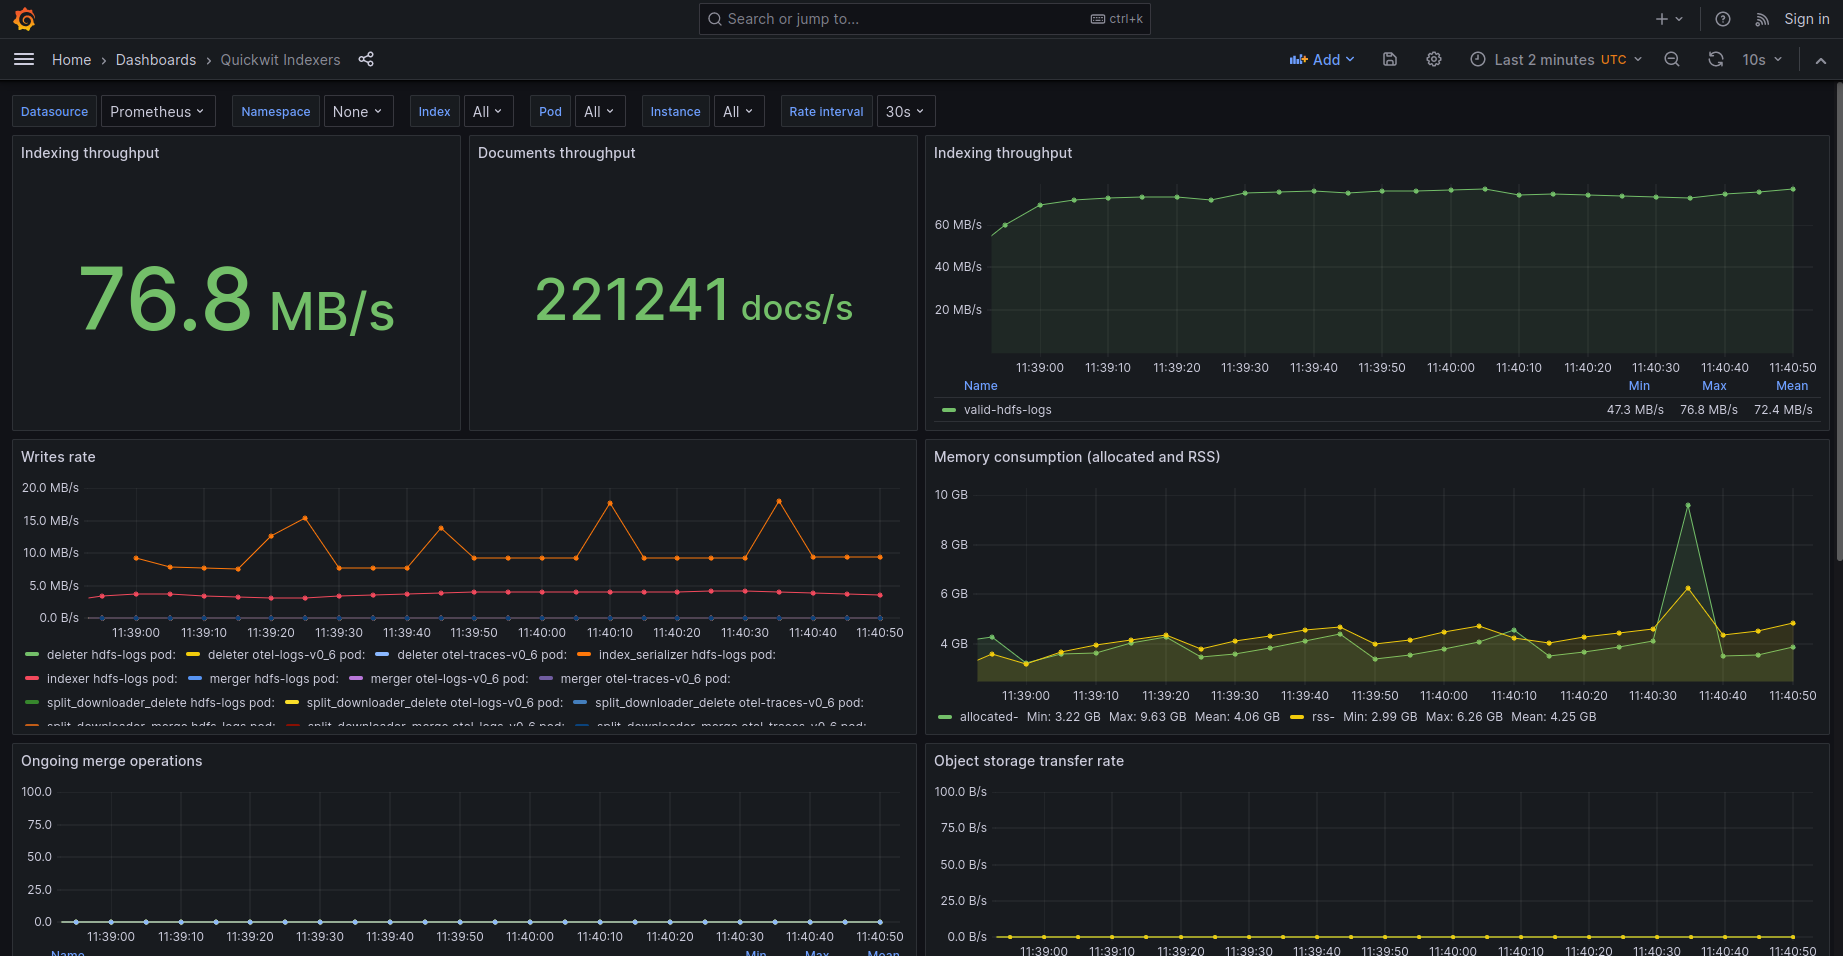 Search or jump to... ctrl+k Sign in
Home › Dashboards › Quickwit Indexers Add Last 2 minutes UTC 10s
Datasource Prometheus Namespace None Index All Pod All Instance All Rate interval 30s
Indexing throughput
76.8 MB/s
Documents throughput
221241 docs/s
Indexing throughput
60 MB/s
40 MB/s
20 MB/s
11:39:00 11:39:10 11:39:20 11:39:30 11:39:40 11:39:50 11:40:00 11:40:10 11:40:20 11:40:30 11:40:40 11:40:50
Name Min Max Mean
valid-hdfs-logs 47.3 MB/s 76.8 MB/s 72.4 MB/s
Writes rate
20.0 MB/s
15.0 MB/s
10.0 MB/s
5.0 MB/s
0.0 B/s
11:39:00 11:39:10 11:39:20 11:39:30 11:39:40 11:39:50 11:40:00 11:40:10 11:40:20 11:40:30 11:40:40 11:40:50
deleter hdfs-logs pod: deleter otel-logs-v0_6 pod: deleter otel-traces-v0_6 pod: index_serializer hdfs-logs pod:
indexer hdfs-logs pod: merger hdfs-logs pod: merger otel-logs-v0_6 pod: merger otel-traces-v0_6 pod:
split_downloader_delete hdfs-logs pod: split_downloader_delete otel-logs-v0_6 pod: split_downloader_delete otel-traces-v0_6 pod:
split_downloader_merge hdfs-logs pod: split_downloader_merge otel-logs-v0_6 pod: split_downloader_merge otel-traces-v0_6 pod:
Memory consumption (allocated and RSS)
10 GB
8 GB
6 GB
4 GB
11:39:00 11:39:10 11:39:20 11:39:30 11:39:40 11:39:50 11:40:00 11:40:10 11:40:20 11:40:30 11:40:40 11:40:50
allocated- Min: 3.22 GB Max: 9.63 GB Mean: 4.06 GB rss- Min: 2.99 GB Max: 6.26 GB Mean: 4.25 GB
Ongoing merge operations
100.0
75.0
50.0
25.0
0.0
11:39:00 11:39:10 11:39:20 11:39:30 11:39:40 11:39:50 11:40:00 11:40:10 11:40:20 11:40:30 11:40:40 11:40:50
Name Min Max Mean
Object storage transfer rate
100.0 B/s
75.0 B/s
50.0 B/s
25.0 B/s
0.0 B/s
11:39:00 11:39:10 11:39:20 11:39:30 11:39:40 11:39:50 11:40:00 11:40:10 11:40:20 11:40:30 11:40:40 11:40:50